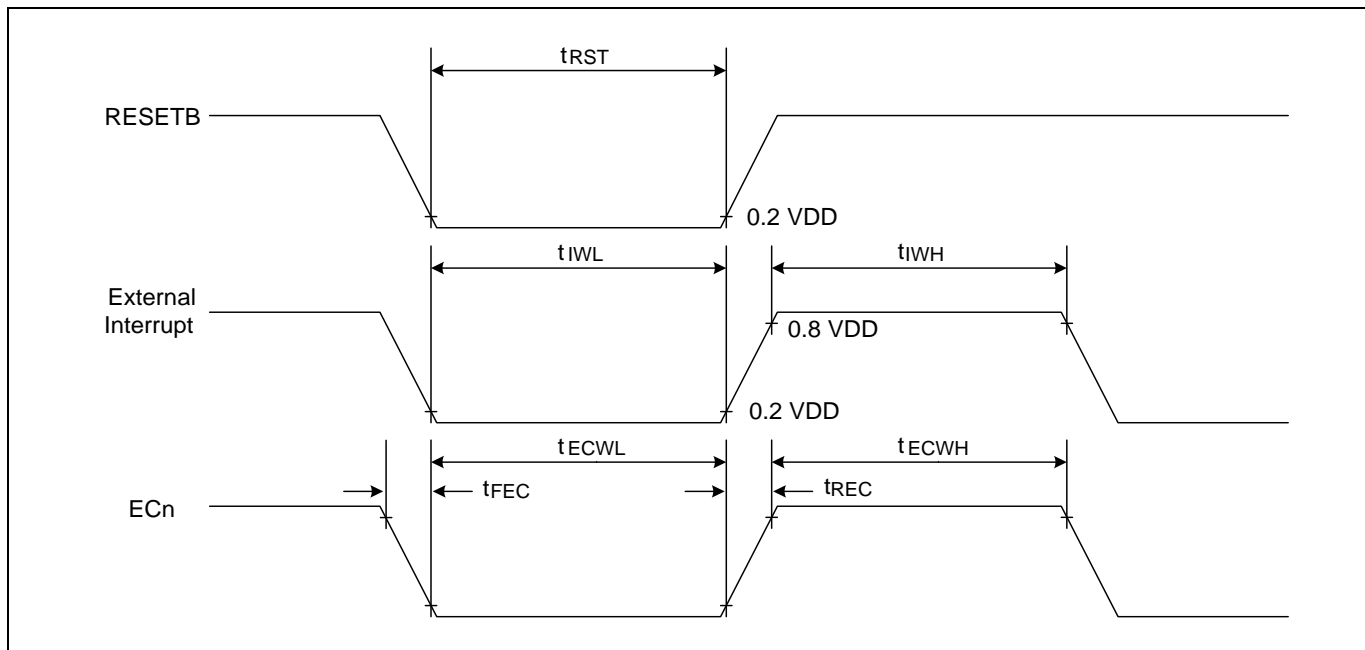 tRST
RESETB
0.2 VDD
tIWL
tIWH
External
Interrupt
0.8 VDD
0.2 VDD
tECWL
tECWH
tFEC
tREC
ECn